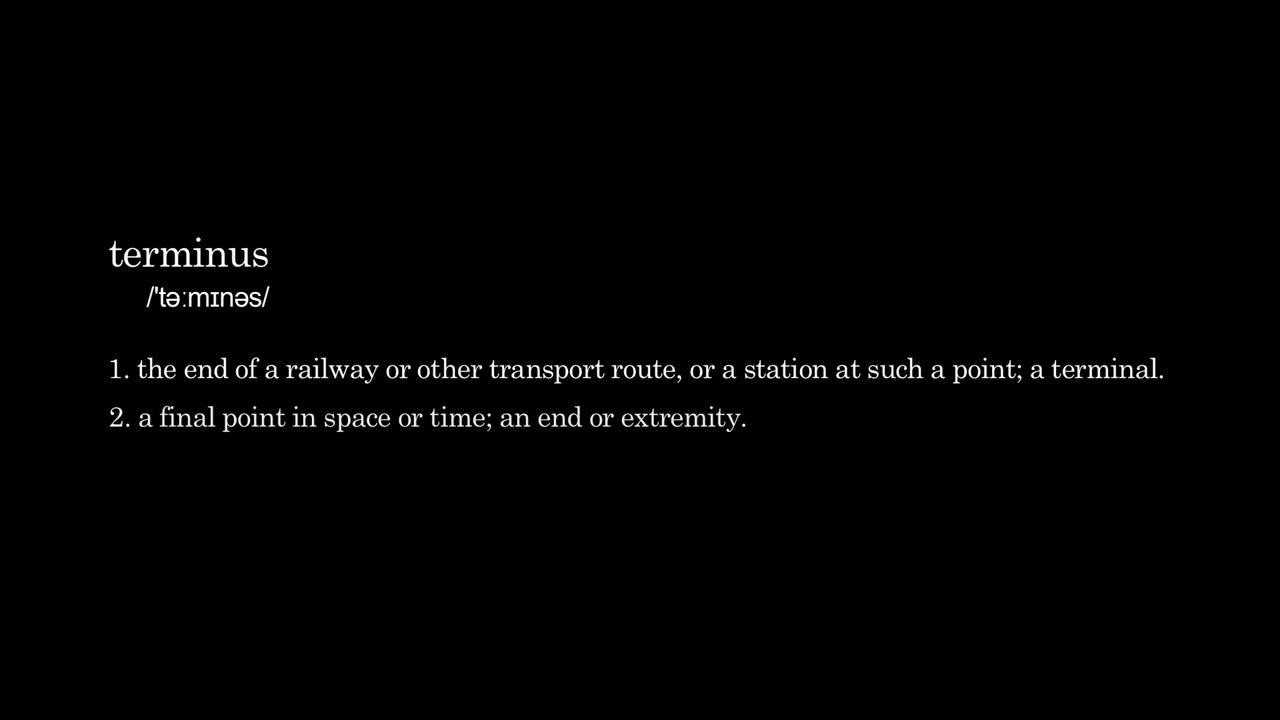 terminus
/'təːmɪnəs/
1. the end of a railway or other transport route, or a station at such a point; a terminal.
2. a final point in space or time; an end or extremity.